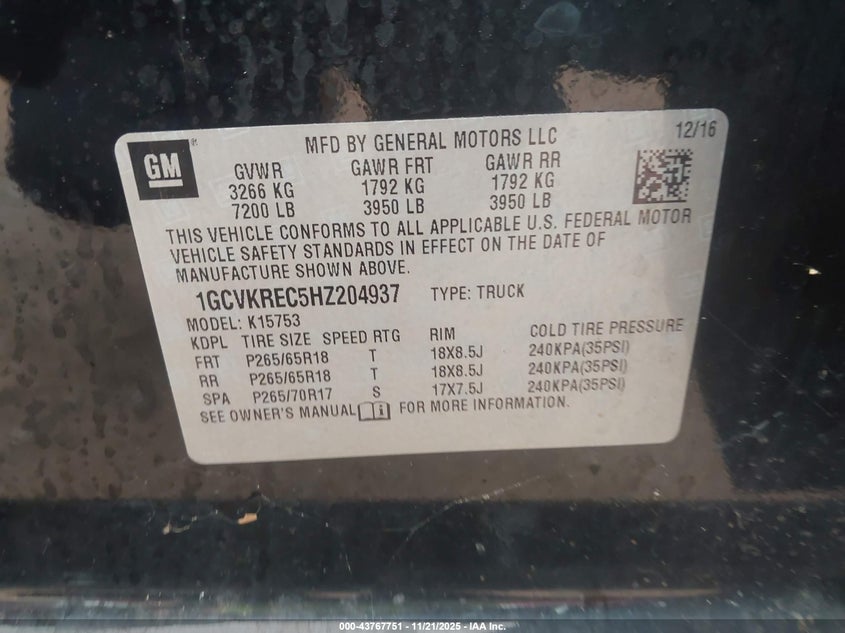 GM ®
MFD BY GENERAL MOTORS LLC 12/16
GVWR GAWR FRT GAWR RR
3266 KG 1792 KG 1792 KG
7200 LB 3950 LB 3950 LB
THIS VEHICLE CONFORMS TO ALL APPLICABLE U.S. FEDERAL MOTOR
VEHICLE SAFETY STANDARDS IN EFFECT ON THE DATE OF
MANUFACTURE SHOWN ABOVE.
1GCVKREC5HZ204937 TYPE: TRUCK
MODEL: K15753
KDPL TIRE SIZE SPEED RTG RIM COLD TIRE PRESSURE
FRT P265/65R18 T 18X8.5J 240KPA(35PSI)
RR P265/65R18 T 18X8.5J 240KPA(35PSI)
SPA P265/70R17 S 17X7.5J 240KPA(35PSI)
SEE OWNER'S MANUAL FOR MORE INFORMATION.
000-43767751 - 11/21/2025 - IAA Inc.